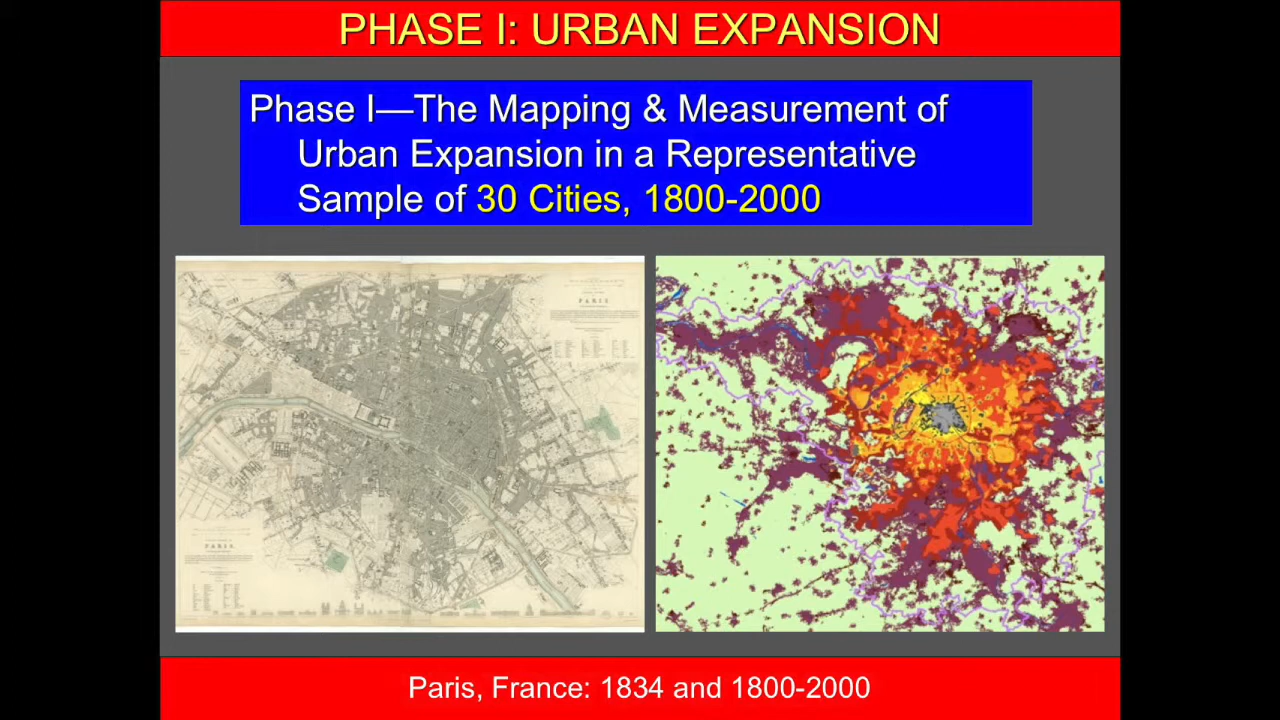 PHASE I: URBAN EXPANSION
Phase I—The Mapping & Measurement of
Urban Expansion in a Representative
Sample of 30 Cities, 1800-2000
PARIS
PARIS
Paris, France: 1834 and 1800-2000